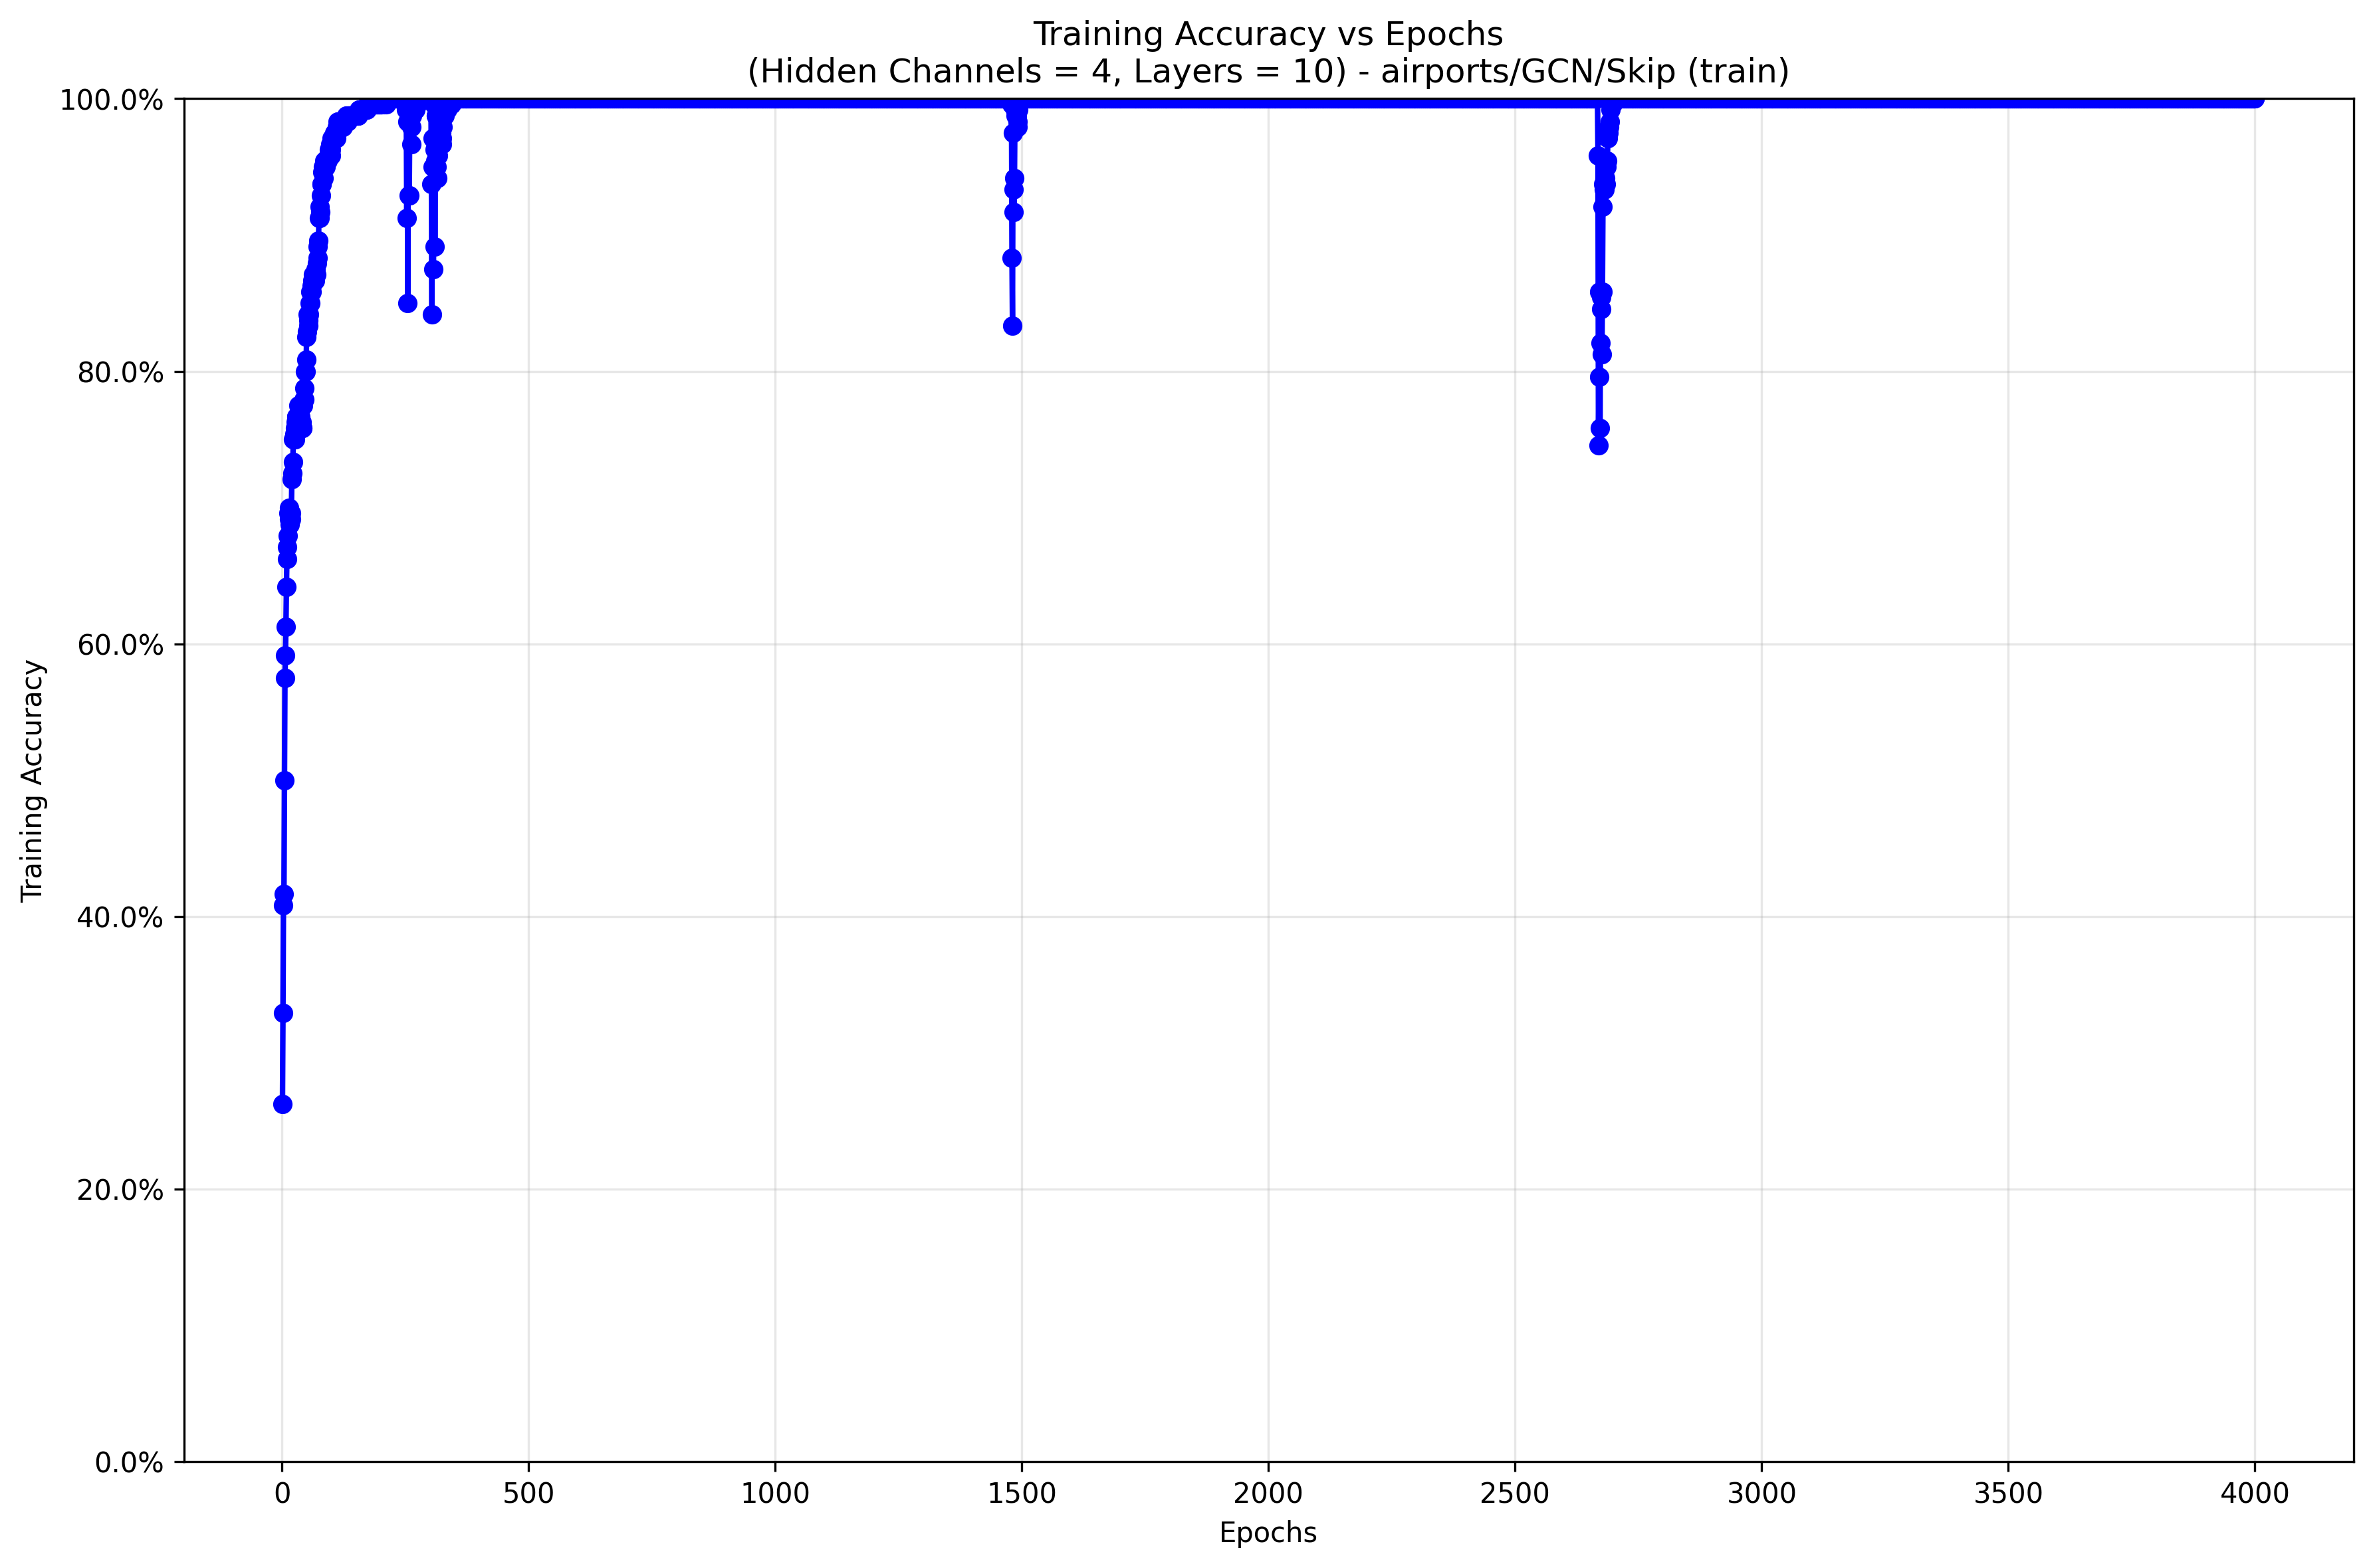 Training Accuracy vs Epochs
(Hidden Channels = 4, Layers = 10) - airports/GCN/Skip (train)
100.0%
80.0%
60.0%
40.0%
20.0%
0.0%
Training Accuracy
0 500 1000 1500 2000 2500 3000 3500 4000
Epochs